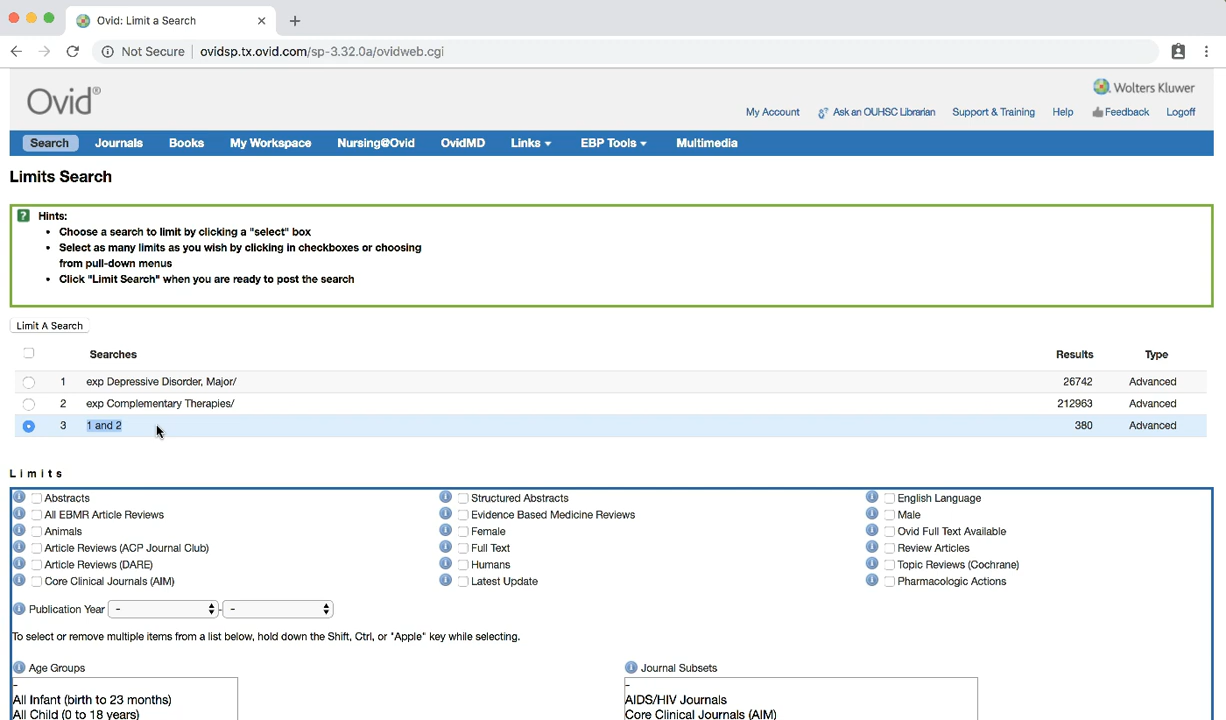 Ovid: Limit a Search
Not Secure ovidsp.tx.ovid.com/sp-3.32.0a/ovidweb.cgi
Ovid®
Wolters Kluwer
My Account Ask an OUHSC Librarian Support & Training Help Feedback Logoff
Search Journals Books My Workspace Nursing@Ovid OvidMD Links EBP Tools Multimedia
Limits Search
? Hints:
• Choose a search to limit by clicking a "select" box
• Select as many limits as you wish by clicking in checkboxes or choosing
from pull-down menus
• Click "Limit Search" when you are ready to post the search
Limit A Search
Searches Results Type
1 exp Depressive Disorder, Major/ 26742 Advanced
2 exp Complementary Therapies/ 212963 Advanced
3 1 and 2 380 Advanced
Limits
Abstracts Structured Abstracts English Language
All EBMR Article Reviews Evidence Based Medicine Reviews Male
Animals Female Ovid Full Text Available
Article Reviews (ACP Journal Club) Full Text Review Articles
Article Reviews (DARE) Humans Topic Reviews (Cochrane)
Core Clinical Journals (AIM) Latest Update Pharmacologic Actions
Publication Year - - -
To select or remove multiple items from a list below, hold down the Shift, Ctrl, or "Apple" key while selecting.
Age Groups Journal Subsets
- -
All Infant (birth to 23 months) AIDS/HIV Journals
All Child (0 to 18 years) Core Clinical Journals (AIM)